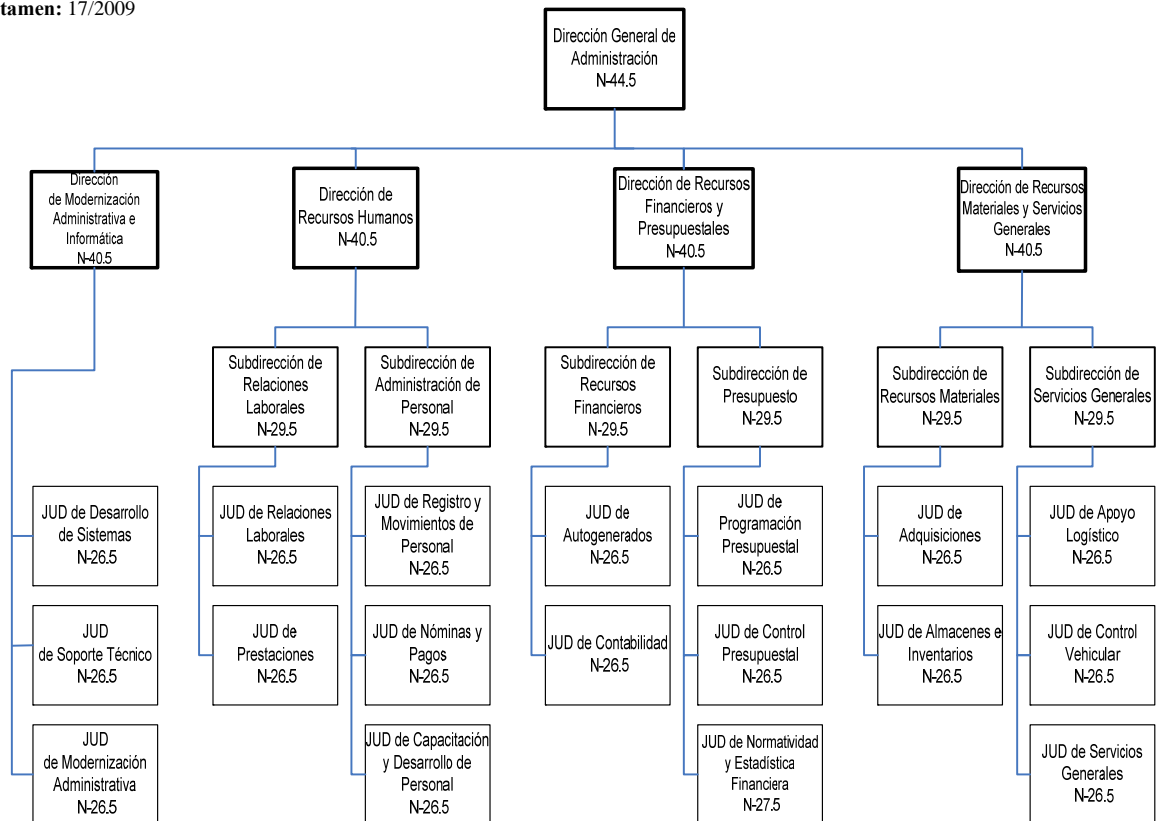 tamen: 17/2009
Dirección General de
Administración
N-44.5
Dirección
de Modernización
Administrativa e
Informática
N-40.5
Dirección de
Recursos Humanos
N-40.5
Dirección de Recursos
Financieros y
Presupuestales
N-40.5
Dirección de Recursos
Materiales y Servicios
Generales
N-40.5
Subdirección de
Relaciones
Laborales
N-29.5
Subdirección de
Administración de
Personal
N-29.5
Subdirección de
Recursos
Financieros
N-29.5
Subdirección de
Presupuesto
N-29.5
Subdirección de
Recursos Materiales
N-29.5
Subdirección de
Servicios Generales
N-29.5
JUD de Desarrollo
de Sistemas
N-26.5
JUD de Relaciones
Laborales
N-26.5
JUD de Registro y
Movimientos de
Personal
N-26.5
JUD de
Autogenerados
N-26.5
JUD de
Programación
Presupuestal
N-26.5
JUD de
Adquisiciones
N-26.5
JUD de Apoyo
Logístico
N-26.5
JUD
de Soporte Técnico
N-26.5
JUD de
Prestaciones
N-26.5
JUD de Nóminas y
Pagos
N-26.5
JUD de Contabilidad
N-26.5
JUD de Control
Presupuestal
N-26.5
JUD de Almacenes e
Inventarios
N-26.5
JUD de Control
Vehicular
N-26.5
JUD
de Modernización
Administrativa
N-26.5
JUD de Capacitación
y Desarrollo de
Personal
N-26.5
JUD de Normatividad
y Estadística
Financiera
N-27.5
JUD de Servicios
Generales
N-26.5